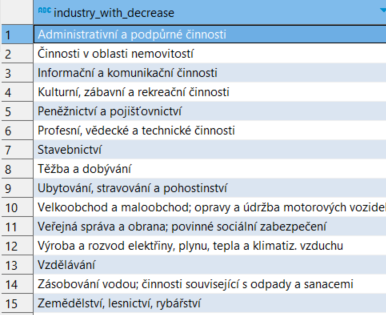 ABC industry_with_decrease
1 Administrativní a podpůrné činnosti
2 Činnosti v oblasti nemovitostí
3 Informační a komunikační činnosti
4 Kulturní, zábavní a rekreační činnosti
5 Peněžnictví a pojišťovnictví
6 Profesní, vědecké a technické činnosti
7 Stavebnictví
8 Těžba a dobývání
9 Ubytování, stravování a pohostinství
10 Velkoobchod a maloobchod; opravy a údržba motorových vozidel
11 Veřejná správa a obrana; povinné sociální zabezpečení
12 Výroba a rozvod elektřiny, plynu, tepla a klimatiz. vzduchu
13 Vzdělávání
14 Zásobování vodou; činnosti související s odpady a sanacemi
15 Zemědělství, lesnictví, rybářství